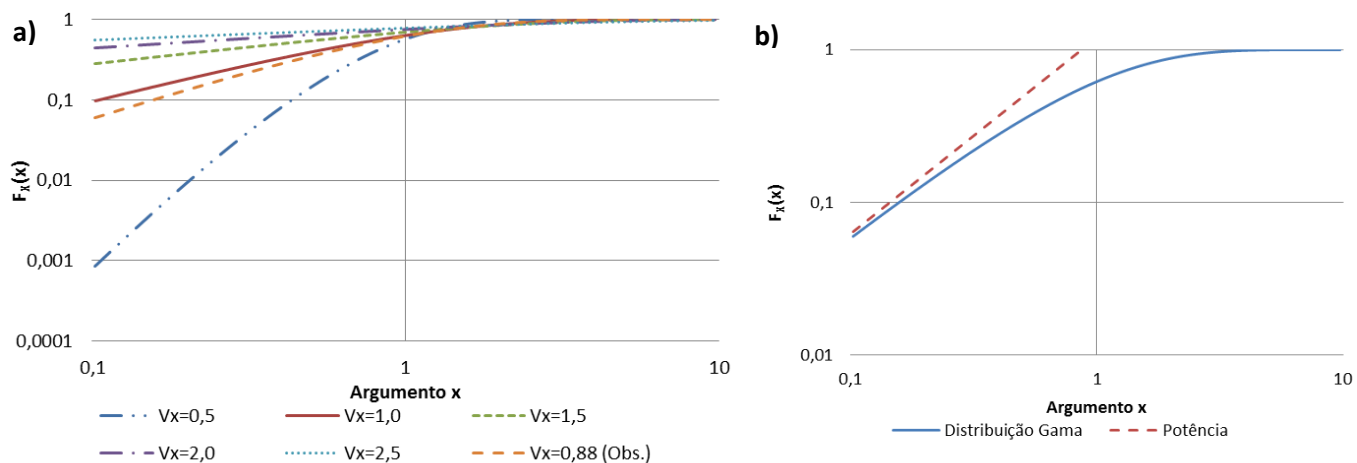 a)
1
0,1
0,01
0,001
0,0001
Fχ(x)
0,1
1
10
Argumento x
Vx=0,5
Vx=1,0
Vx=1,5
Vx=2,0
Vx=2,5
Vx=0,88 (Obs.)
b)
1
0,1
0,01
Fχ(x)
0,1
1
10
Argumento x
Distribuição Gama
Potência